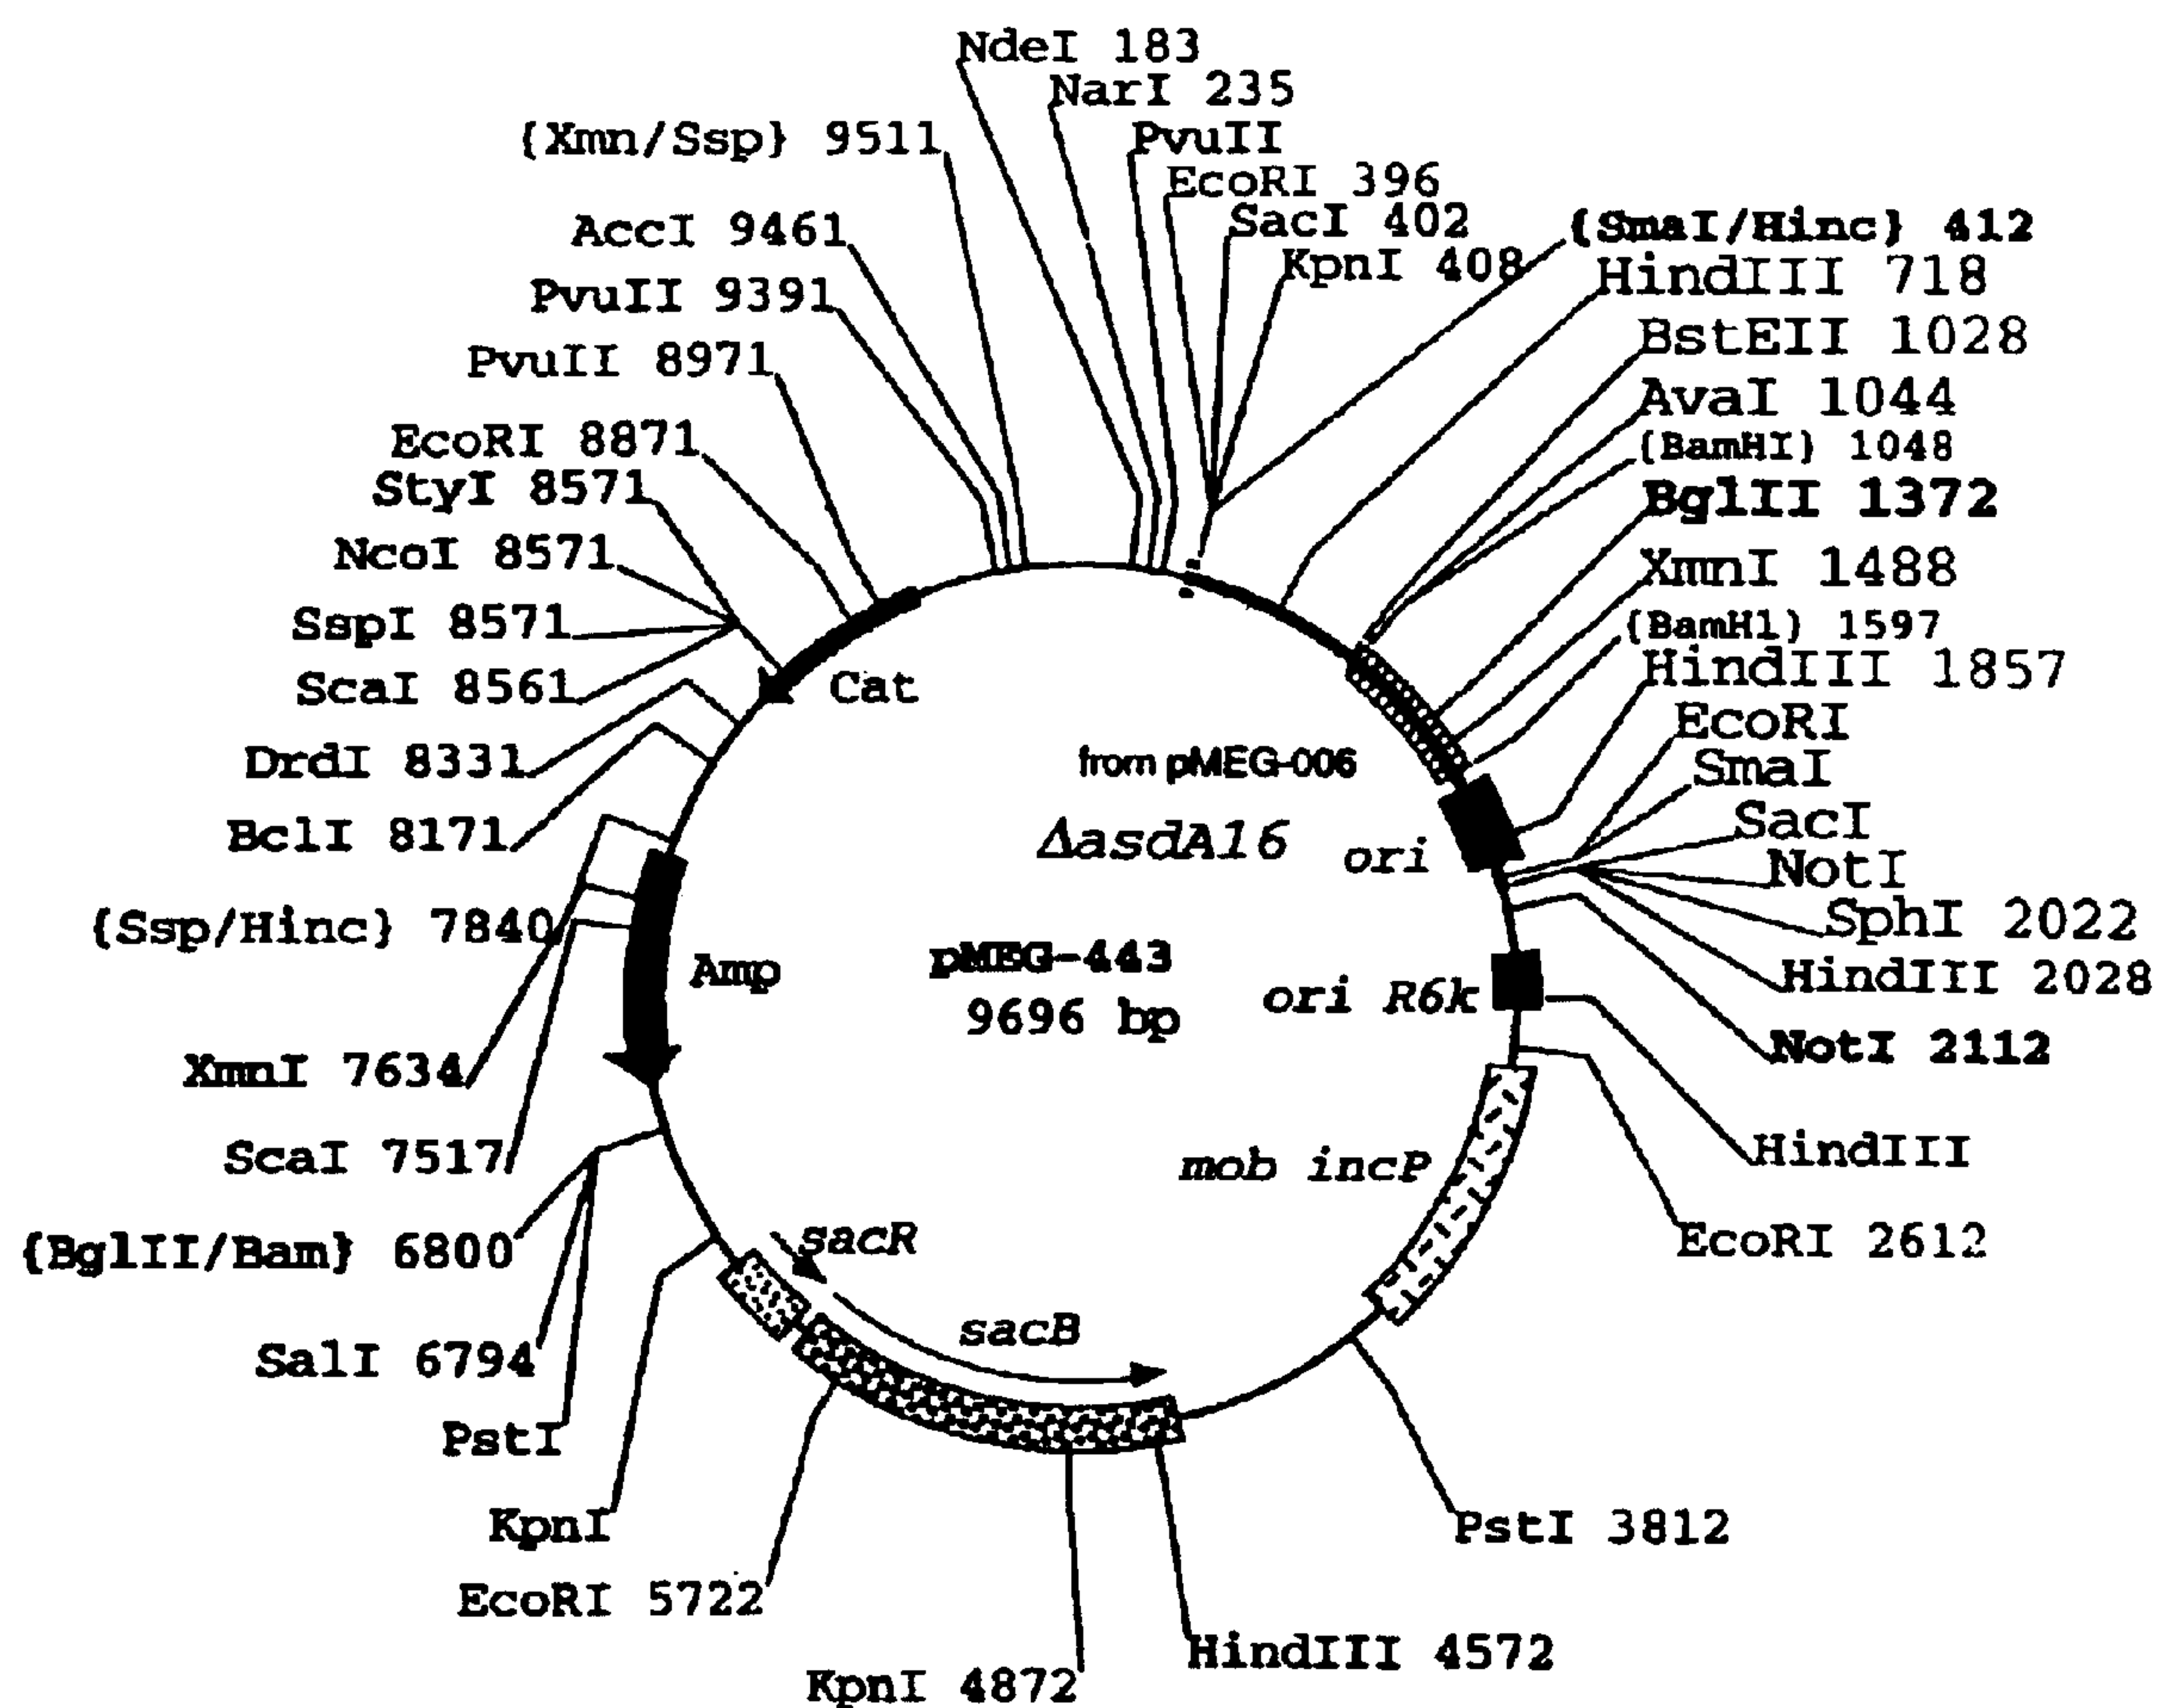 NdeI 183
NarI 235
{Xmn/Ssp} 9511
PvuII
EcoRI 396
SacI 402
KpnI 408
{SmaI/Hinc} 412
AccI 9461
HindIII 718
PvuII 9391
BstEII 1028
PvuII 8971
AvaI 1044
(BamHI) 1048
EcoRI 8871
BglII 1372
StyI 8571
NcoI 8571
XmnI 1488
SspI 8571
(BamH1) 1597
HindIII 1857
ScaI 8561
Cat
EcoRI
DrdI 8331
from pMEG-006
SmaI
SacI
BclI 8171
ΔasdA16
ori
NotI
SphI 2022
{Ssp/Hinc} 7840
Amp
pMEG-443
HindIII 2028
9696 bp
ori R6k
NotI 2112
XmnI 7634
ScaI 7517
mob incP
HindIII
{BglII/Bam} 6800
sacR
EcoRI 2612
sacB
SalI 6794
PstI
KpnI
PstI 3812
EcoRI 5722
HindIII 4572
KpnI 4872